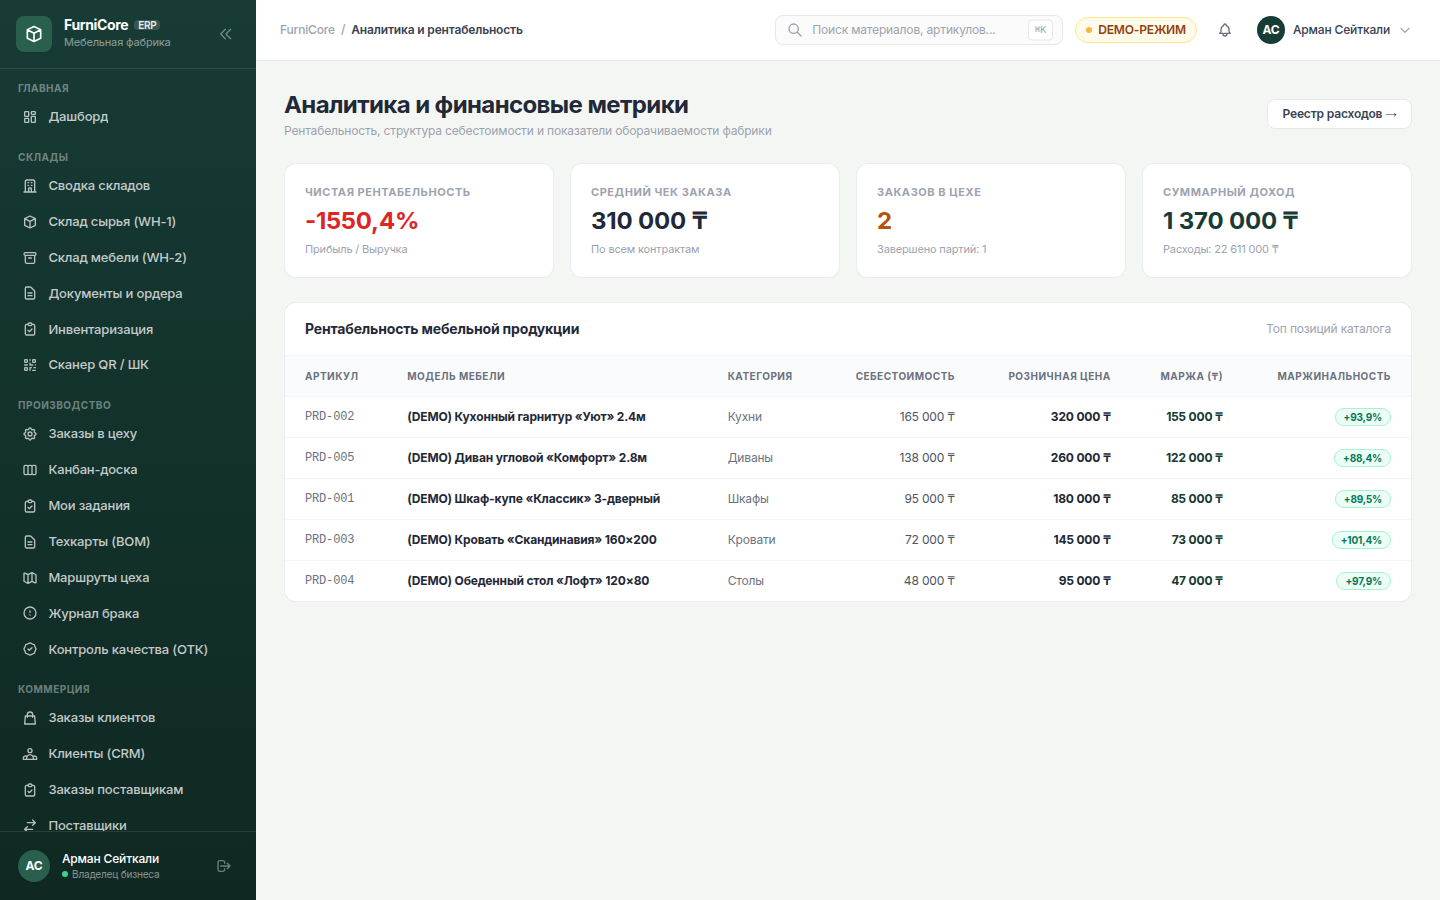 FurniCore ERP
Мебельная фабрика
ГЛАВНАЯ
Дашборд
СКЛАДЫ
Сводка складов
Склад сырья (WH-1)
Склад мебели (WH-2)
Документы и ордера
Инвентаризация
Сканер QR / ШК
ПРОИЗВОДСТВО
Заказы в цеху
Канбан-доска
Мои задания
Техкарты (BOM)
Маршруты цеха
Журнал брака
Контроль качества (ОТК)
КОММЕРЦИЯ
Заказы клиентов
Клиенты (CRM)
Заказы поставщикам
Поставщики
АС Арман Сейткали
Владелец бизнеса
FurniCore / Аналитика и рентабельность
Поиск материалов, артикулов... ⌘K
DEMO-РЕЖИМ
АС Арман Сейткали
Аналитика и финансовые метрики
Рентабельность, структура себестоимости и показатели оборачиваемости фабрики
Реестр расходов →
ЧИСТАЯ РЕНТАБЕЛЬНОСТЬ
-1550,4%
Прибыль / Выручка
СРЕДНИЙ ЧЕК ЗАКАЗА
310 000 ₸
По всем контрактам
ЗАКАЗОВ В ЦЕХЕ
2
Завершено партий: 1
СУММАРНЫЙ ДОХОД
1 370 000 ₸
Расходы: 22 611 000 ₸
Рентабельность мебельной продукции
Топ позиций каталога
АРТИКУЛ МОДЕЛЬ МЕБЕЛИ КАТЕГОРИЯ СЕБЕСТОИМОСТЬ РОЗНИЧНАЯ ЦЕНА МАРЖА (₸) МАРЖИНАЛЬНОСТЬ
PRD-002 (DEMO) Кухонный гарнитур «Уют» 2.4м Кухни 165 000 ₸ 320 000 ₸ 155 000 ₸ +93,9%
PRD-005 (DEMO) Диван угловой «Комфорт» 2.8м Диваны 138 000 ₸ 260 000 ₸ 122 000 ₸ +88,4%
PRD-001 (DEMO) Шкаф-купе «Классик» 3-дверный Шкафы 95 000 ₸ 180 000 ₸ 85 000 ₸ +89,5%
PRD-003 (DEMO) Кровать «Скандинавия» 160×200 Кровати 72 000 ₸ 145 000 ₸ 73 000 ₸ +101,4%
PRD-004 (DEMO) Обеденный стол «Лофт» 120×80 Столы 48 000 ₸ 95 000 ₸ 47 000 ₸ +97,9%